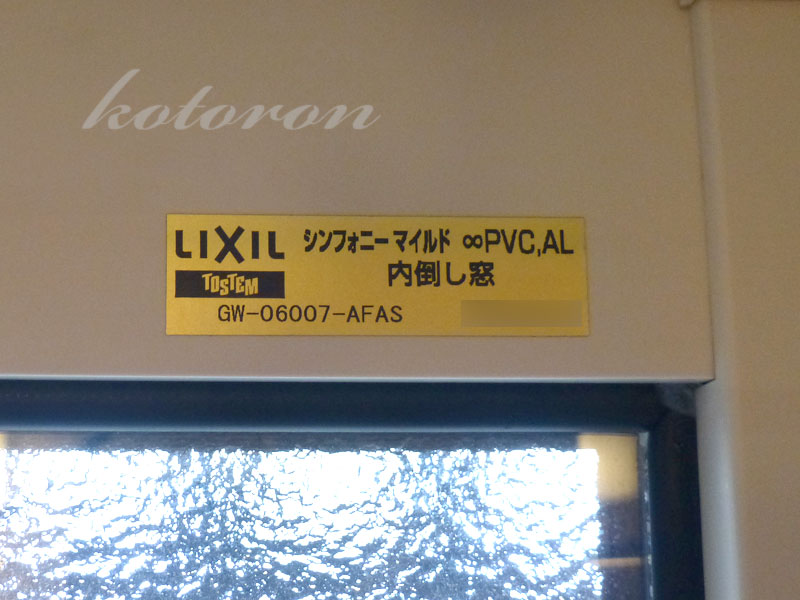 kotoron
LIXIL シンフォニーマイルド ∞PVC,AL
TOSTEM 内倒し窓
GW-06007-AFAS